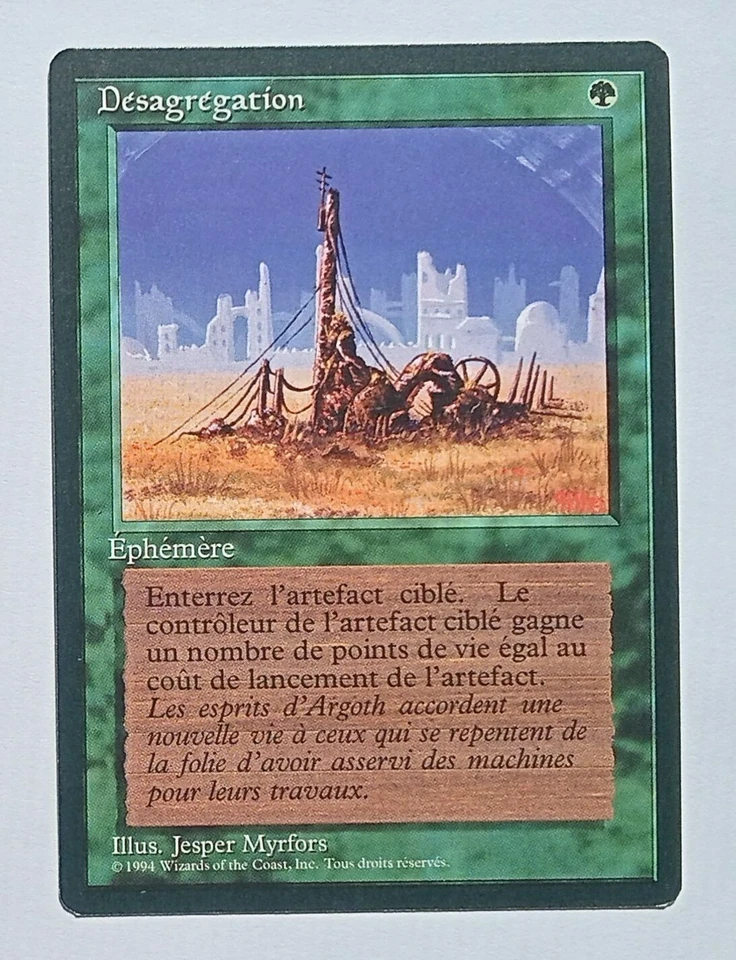 Désagrégation
Éphémère
Enterrez l'artefact ciblé. Le
contrôleur de l'artefact ciblé gagne
un nombre de points de vie égal au
coût de lancement de l'artefact.
Les esprits d'Argoth accordent une
nouvelle vie à ceux qui se repentent de
la folie d'avoir asservi des machines
pour leurs travaux.
Illus. Jesper Myrfors
© 1994 Wizards of the Coast, Inc. Tous droits réservés.